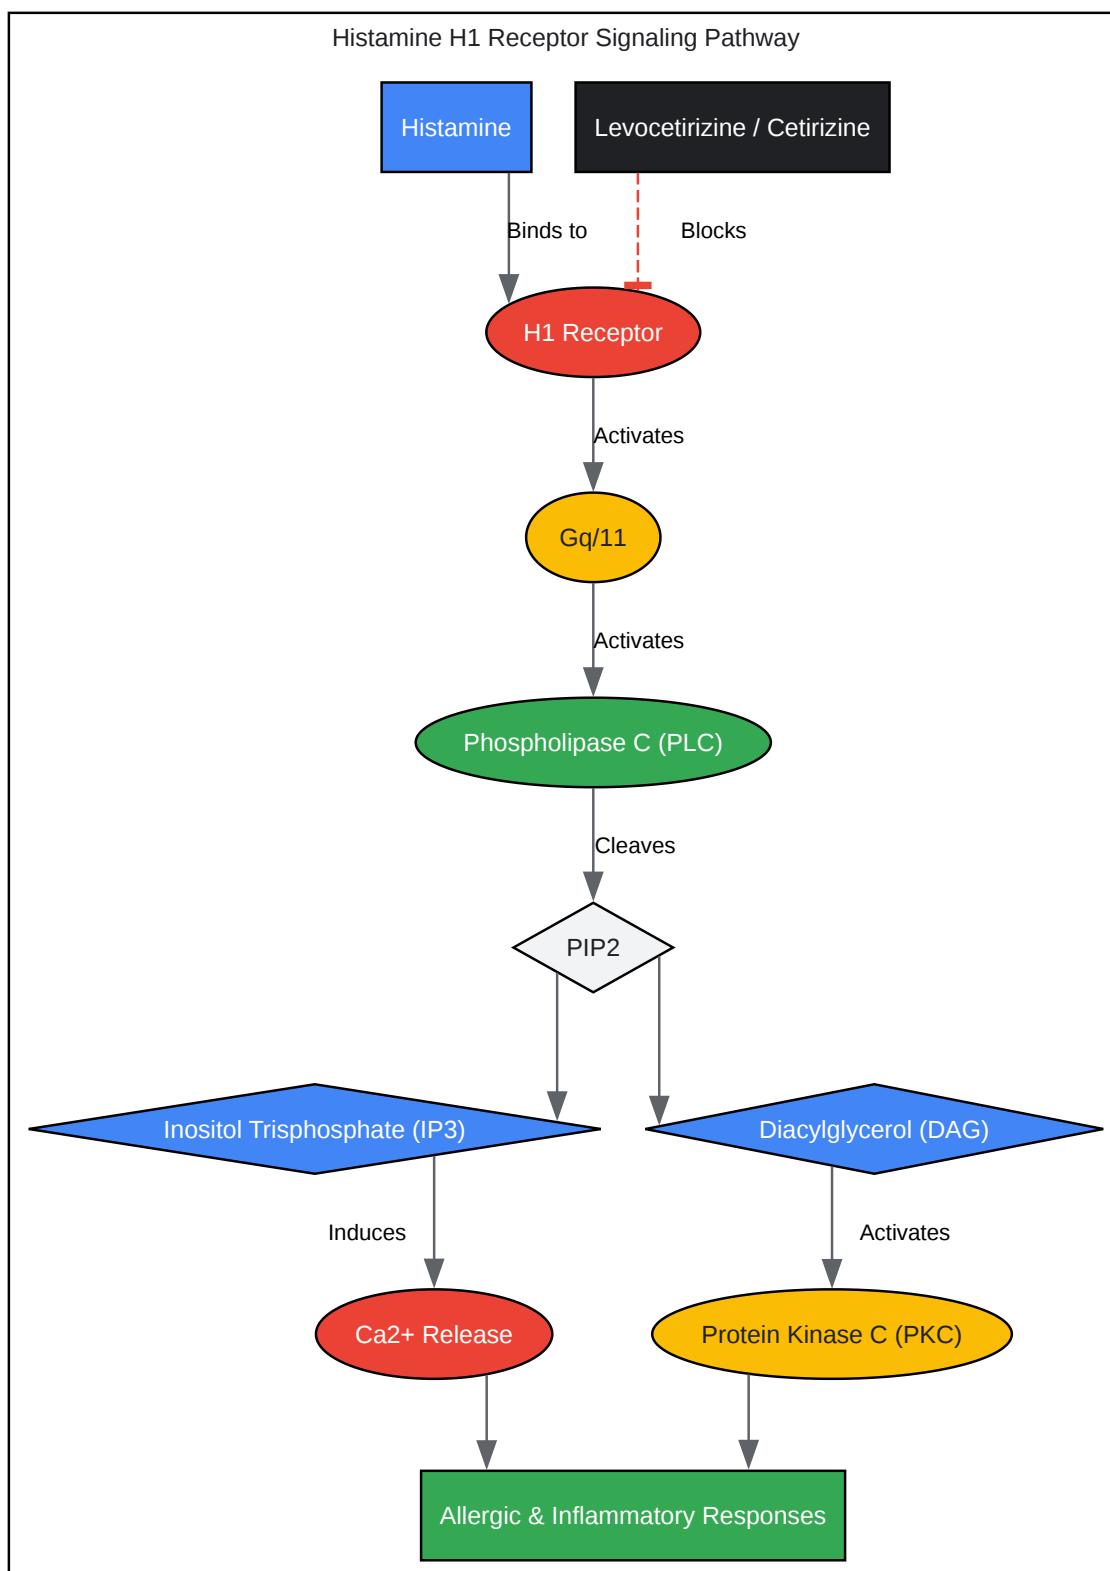 Histamine H1 Receptor Signaling Pathway
Histamine
Levocetirizine / Cetirizine
Binds to
Blocks
H1 Receptor
Activates
Gq/11
Activates
Phospholipase C (PLC)
Cleaves
PIP2
Inositol Trisphosphate (IP3)
Diacylglycerol (DAG)
Induces
Activates
Ca2+ Release
Protein Kinase C (PKC)
Allergic & Inflammatory Responses